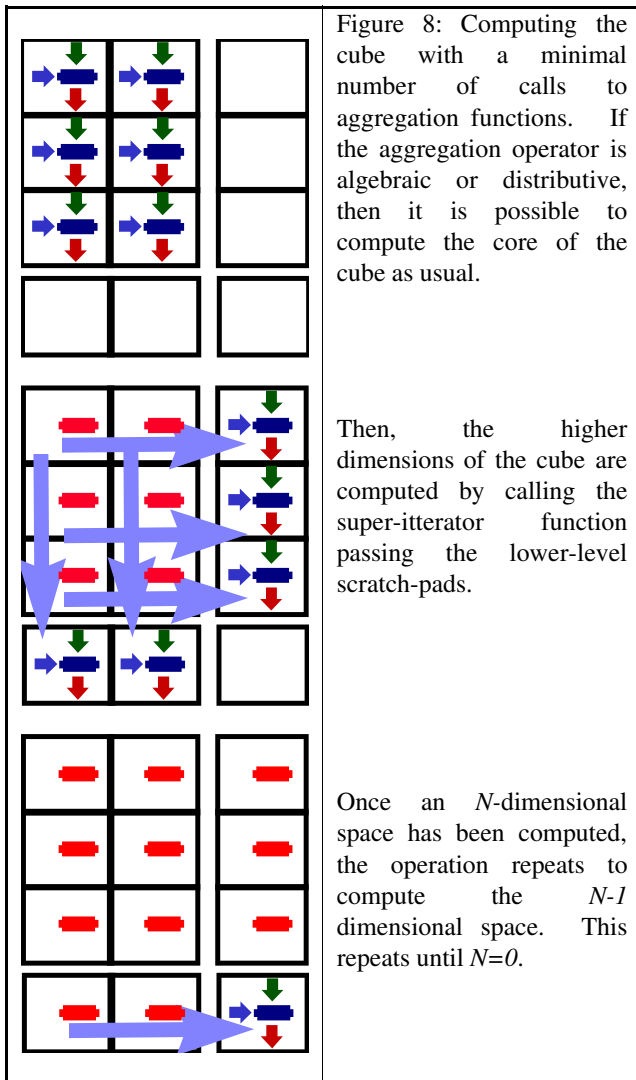 Figure 8: Computing the
cube with a minimal
number of calls to
aggregation functions. If
the aggregation operator is
algebraic or distributive,
then it is possible to
compute the core of the
cube as usual.
Then, the higher
dimensions of the cube are
computed by calling the
super-itterator function
passing the lower-level
scratch-pads.
Once an N-dimensional
space has been computed,
the operation repeats to
compute the N-1
dimensional space. This
repeats until N=0.